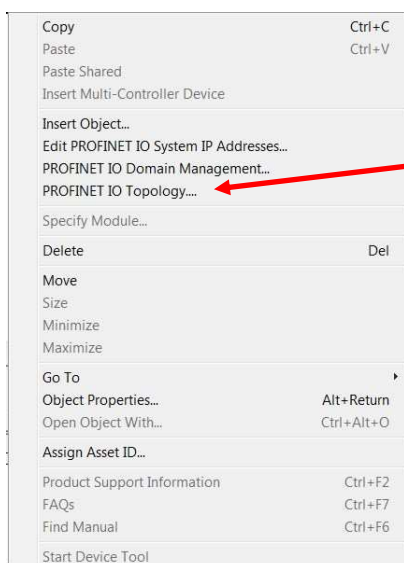 Copy Ctrl+C
Paste Ctrl+V
Paste Shared
Insert Multi-Controller Device
Insert Object...
Edit PROFINET IO System IP Addresses...
PROFINET IO Domain Management...
PROFINET IO Topology....
Specify Module...
Delete Del
Move
Size
Minimize
Maximize
Go To
Object Properties... Alt+Return
Open Object With... Ctrl+Alt+O
Assign Asset ID...
Product Support Information Ctrl+F2
FAQs Ctrl+F7
Find Manual Ctrl+F6
Start Device Tool